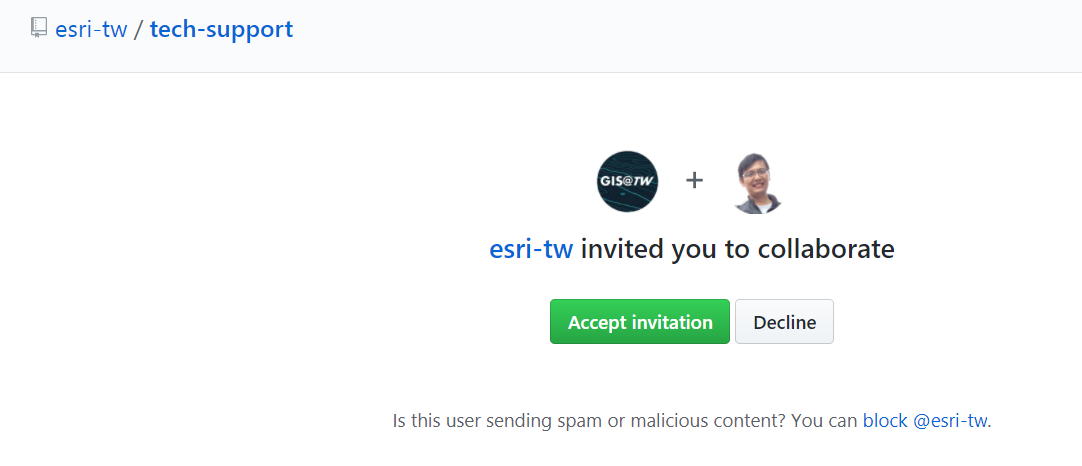 esri-tw / tech-support
GIS@TW
+
esri-tw invited you to collaborate
Accept invitation
Decline
Is this user sending spam or malicious content? You can block @esri-tw.